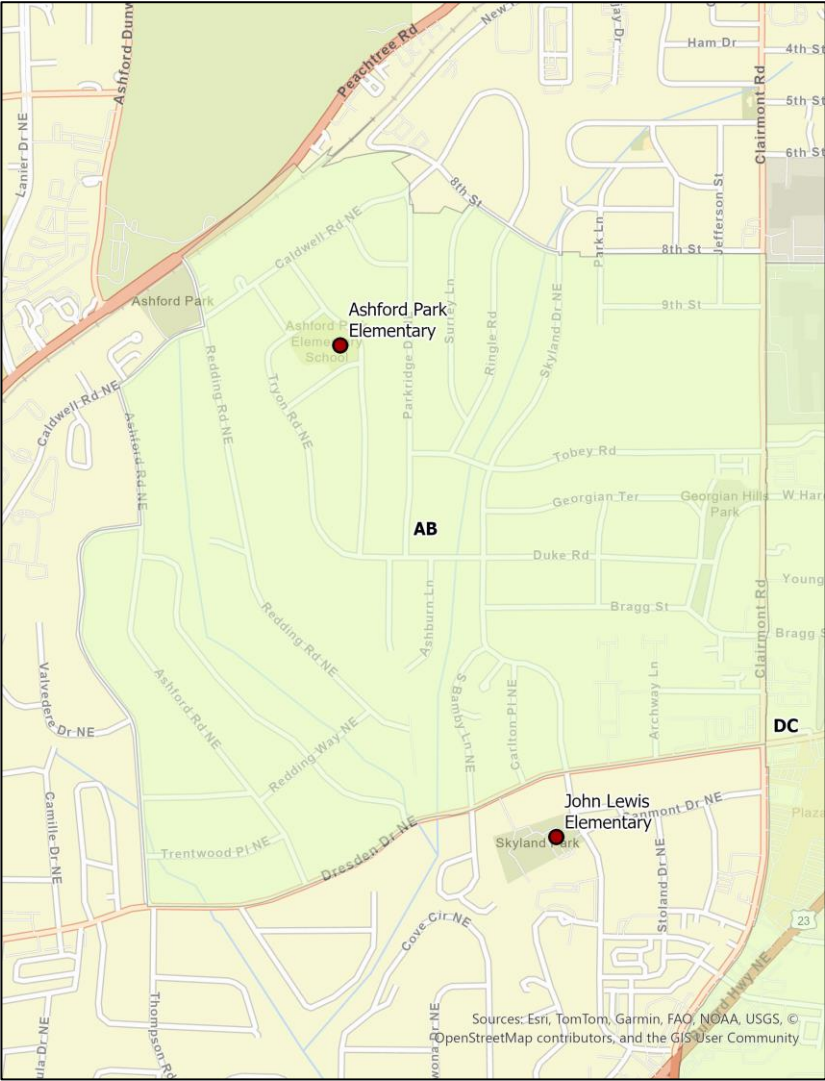 Ashford Dunw
Peachtree Rd
Ham Dr
4th St
5th St
6th St
Lanier Dr NE
Clairmont Rd
8th St
Park Ln
Jefferson St
8th St
Caldwell Rd NE
9th St
Ashford Park
Ashford Park
Elementary
Surrey Ln
Ringle Rd
Skyland Dr NE
Elementary
School
Redding Rd NE
Tryon Rd NE
Caldwell Rd NE
Ashford Rd NE
Tobey Rd
Georgian Ter
Georgian Hills
Park
W Har
AB
Duke Rd
Young
Ashburn Ln
Bragg St
Clairmont Rd
Bragg S
Redding Rd NE
Valvedere Dr NE
Ashford Rd NE
S Bamby Ln NE
Carlton Pl NE
Archway Ln
DC
Redding Way NE
Camille Dr NE
John Lewis
Elementary
Plaza
Skyland Park
Trentwood Pl NE
Dresden Dr NE
Stoland Dr NE
Cove Cir NE
23
Thompson Rd
Sources: Esri, TomTom, Garmin, FAO, NOAA, USGS, ©
OpenStreetMap contributors, and the GIS User Community